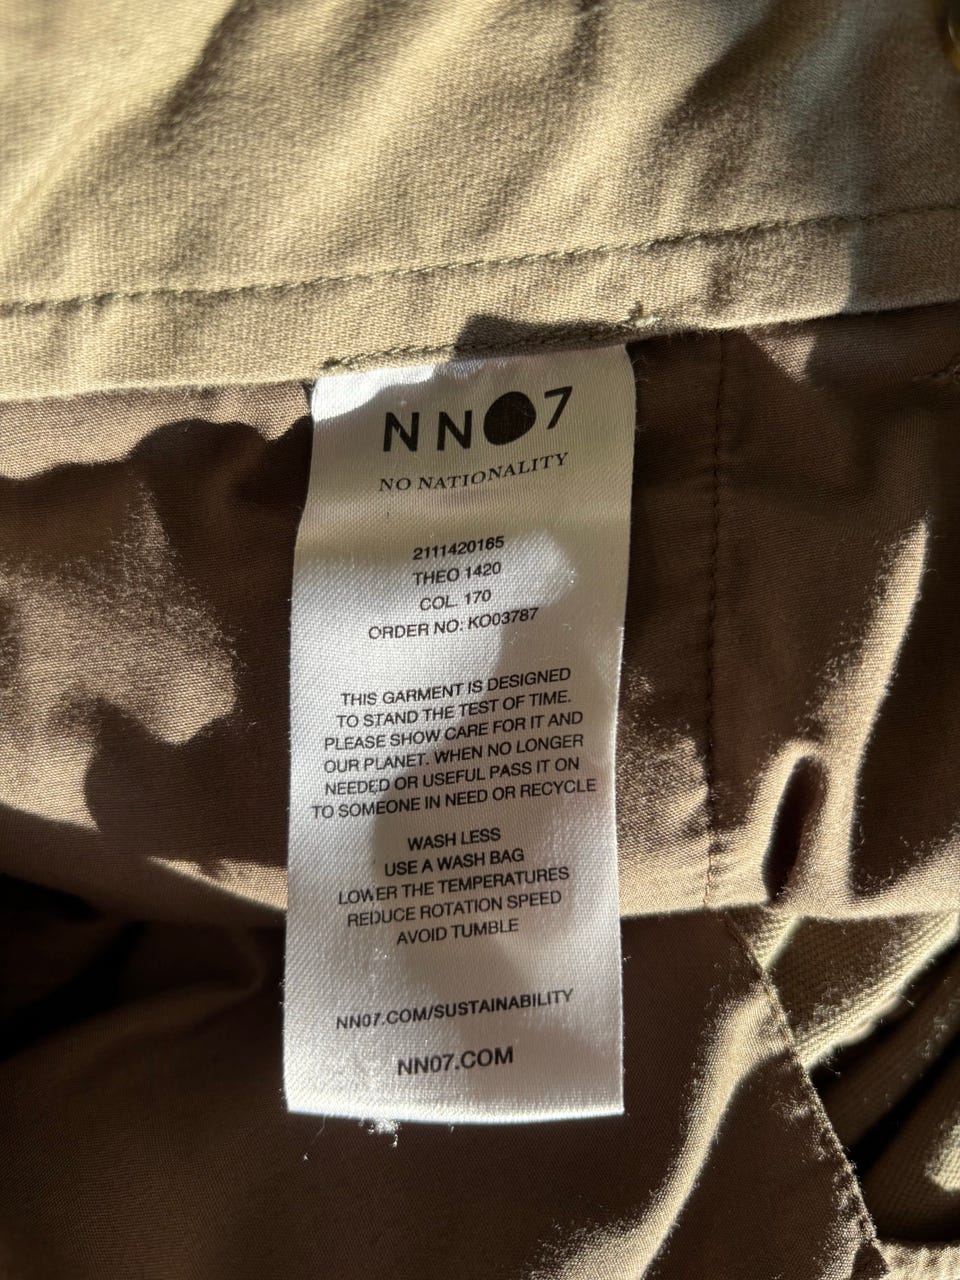 NN07
NO NATIONALITY
2111420165
THEO 1420
COL. 170
ORDER NO: KO03787
THIS GARMENT IS DESIGNED
TO STAND THE TEST OF TIME.
PLEASE SHOW CARE FOR IT AND
OUR PLANET. WHEN NO LONGER
NEEDED OR USEFUL PASS IT ON
TO SOMEONE IN NEED OR RECYCLE
WASH LESS
USE A WASH BAG
LOWER THE TEMPERATURES
REDUCE ROTATION SPEED
AVOID TUMBLE
NN07.COM/SUSTAINABILITY
NN07.COM